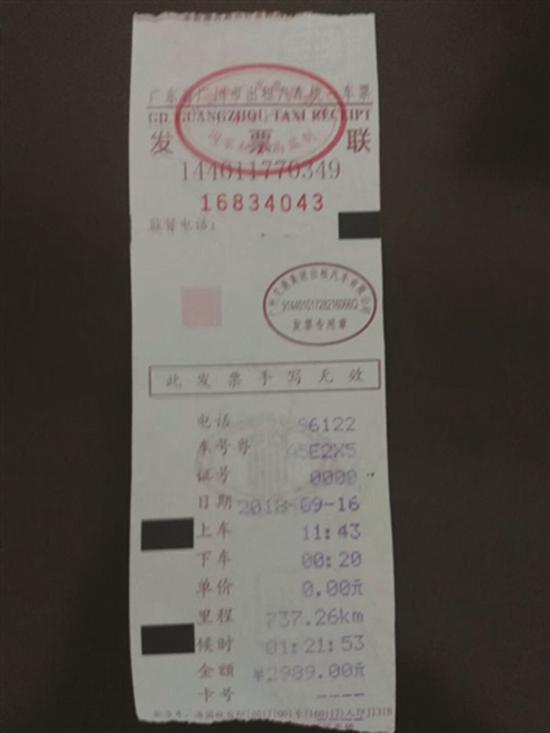 GD. GUANGZHOU TAXI RECEIPT
发 票 联
144011770349
16834043
监督电话:
发票专用章
此发票手写无效
电话 56122
车号粤 A5E2X5
证号 0000
日期 2018-09-16
上车 11:43
下车 00:20
单价 0.00元
里程 737.26km
候时 01:21:53
金额 ¥2989.00元
卡号 ----